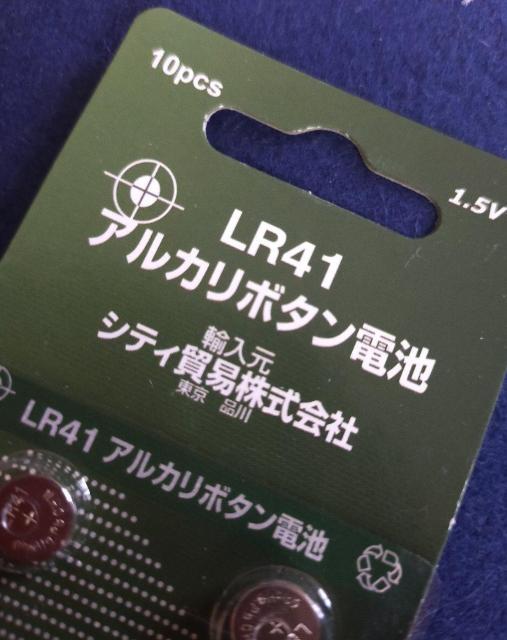 10pcs
1.5V
LR41
アルカリボタン電池
輸入元
シティ貿易株式会社
東京 品川
LR41 アルカリボタン電池